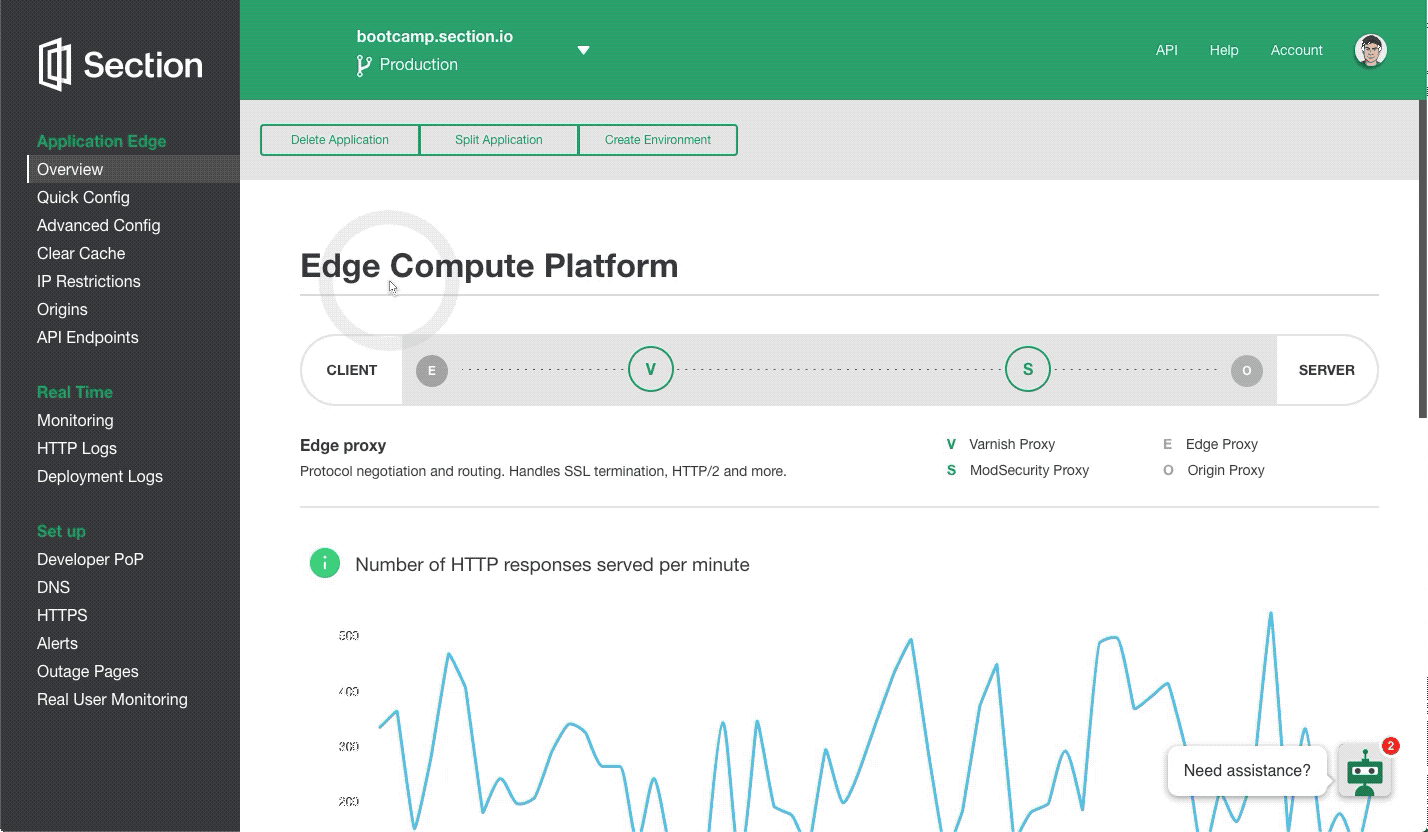 Section
Application Edge
Overview
Quick Config
Advanced Config
Clear Cache
IP Restrictions
Origins
API Endpoints
Real Time
Monitoring
HTTP Logs
Deployment Logs
Set up
Developer PoP
DNS
HTTPS
Alerts
Outage Pages
Real User Monitoring
bootcamp.section.io
Production
API Help Account
Delete Application Split Application Create Environment
Edge Compute Platform
CLIENT E V S O SERVER
Edge proxy
Protocol negotiation and routing. Handles SSL termination, HTTP/2 and more.
V Varnish Proxy E Edge Proxy
S ModSecurity Proxy O Origin Proxy
i Number of HTTP responses served per minute
500
400
300
200
Need assistance?
2